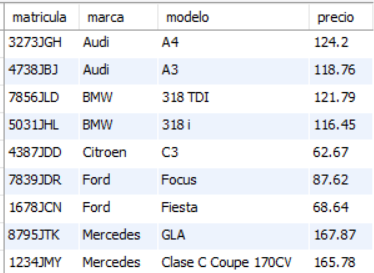 matricula marca modelo precio
3273JGH Audi A4 124.2
4738JBJ Audi A3 118.76
7856JLD BMW 318 TDI 121.79
5031JHL BMW 318 i 116.45
4387JDD Citroen C3 62.67
7839JDR Ford Focus 87.62
1678JCN Ford Fiesta 68.64
8795JTK Mercedes GLA 167.87
1234JMY Mercedes Clase C Coupe 170CV 165.78